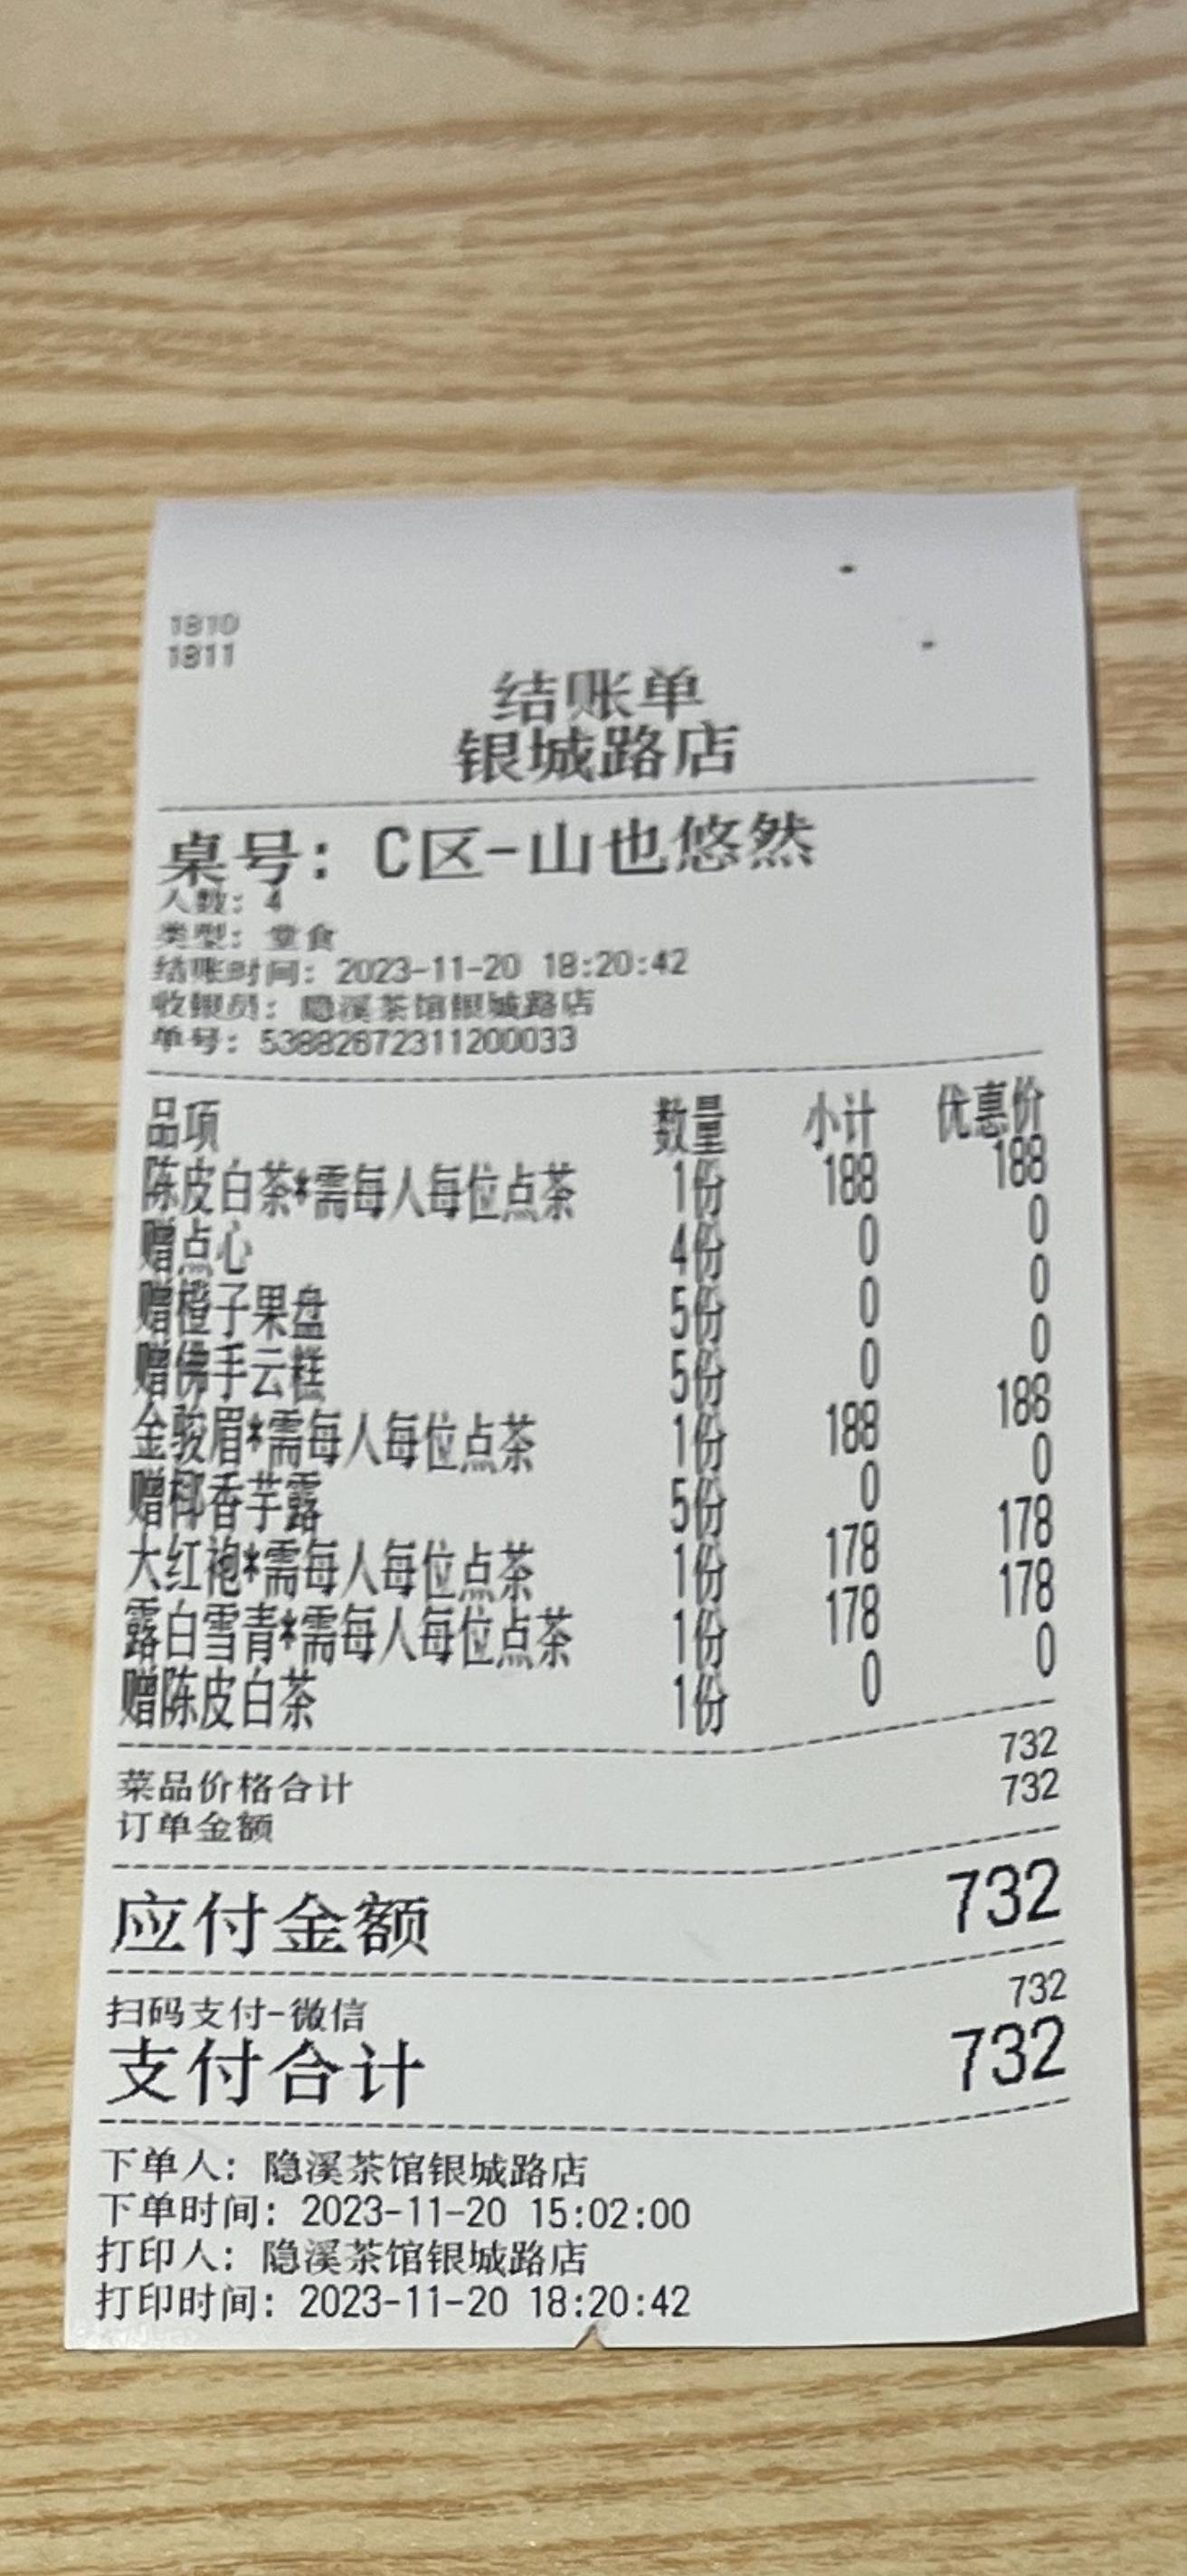 1810
1811
结账单
银城路店
桌号: C区-山也悠然
人数: 4
类型: 堂食
结账时间: 2023-11-20 18:20:42
收银员: 隐溪茶馆银城路店
单号: 53882872311200033
品项 数量 小计 优惠价
陈皮白茶*需每人每位点茶 1份 188 188
赠点心 4份 0 0
赠橙子果盘 5份 0 0
赠佛手云糕 5份 0 0
金骏眉*需每人每位点茶 1份 188 188
赠椰香芋露 5份 0 0
大红袍*需每人每位点茶 1份 178 178
露白雪青*需每人每位点茶 1份 178 178
赠陈皮白茶 1份 0 0
菜品价格合计 732
订单金额 732
应付金额 732
扫码支付-微信 732
支付合计 732
下单人: 隐溪茶馆银城路店
下单时间: 2023-11-20 15:02:00
打印人: 隐溪茶馆银城路店
打印时间: 2023-11-20 18:20:42